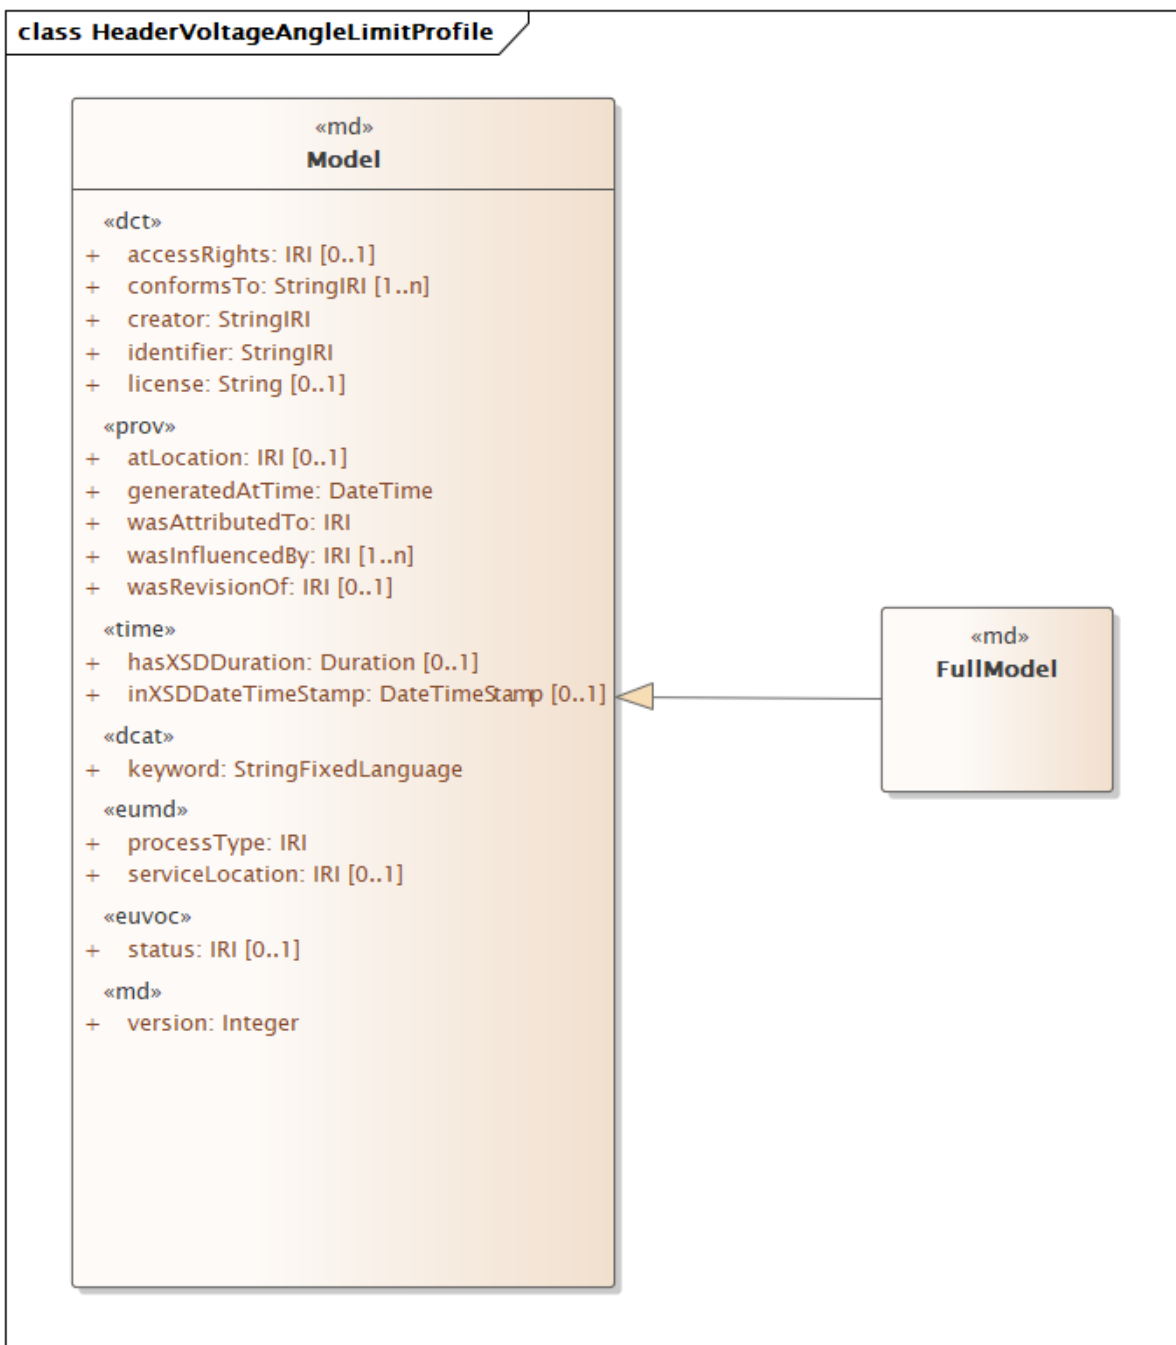 class HeaderVoltageAngleLimitProfile
«md»
Model
«dct»
+ accessRights: IRI [0..1]
+ conformsTo: StringIRI [1..n]
+ creator: StringIRI
+ identifier: StringIRI
+ license: String [0..1]
«prov»
+ atLocation: IRI [0..1]
+ generatedAtTime: DateTime
+ wasAttributedTo: IRI
+ wasInfluencedBy: IRI [1..n]
+ wasRevisionOf: IRI [0..1]
«time»
+ hasXSDDuration: Duration [0..1]
+ inXSDDateTimeStamp: DateTimeStamp [0..1]
«dcat»
+ keyword: StringFixedLanguage
«eumd»
+ processType: IRI
+ serviceLocation: IRI [0..1]
«euvoc»
+ status: IRI [0..1]
«md»
+ version: Integer
«md»
FullModel